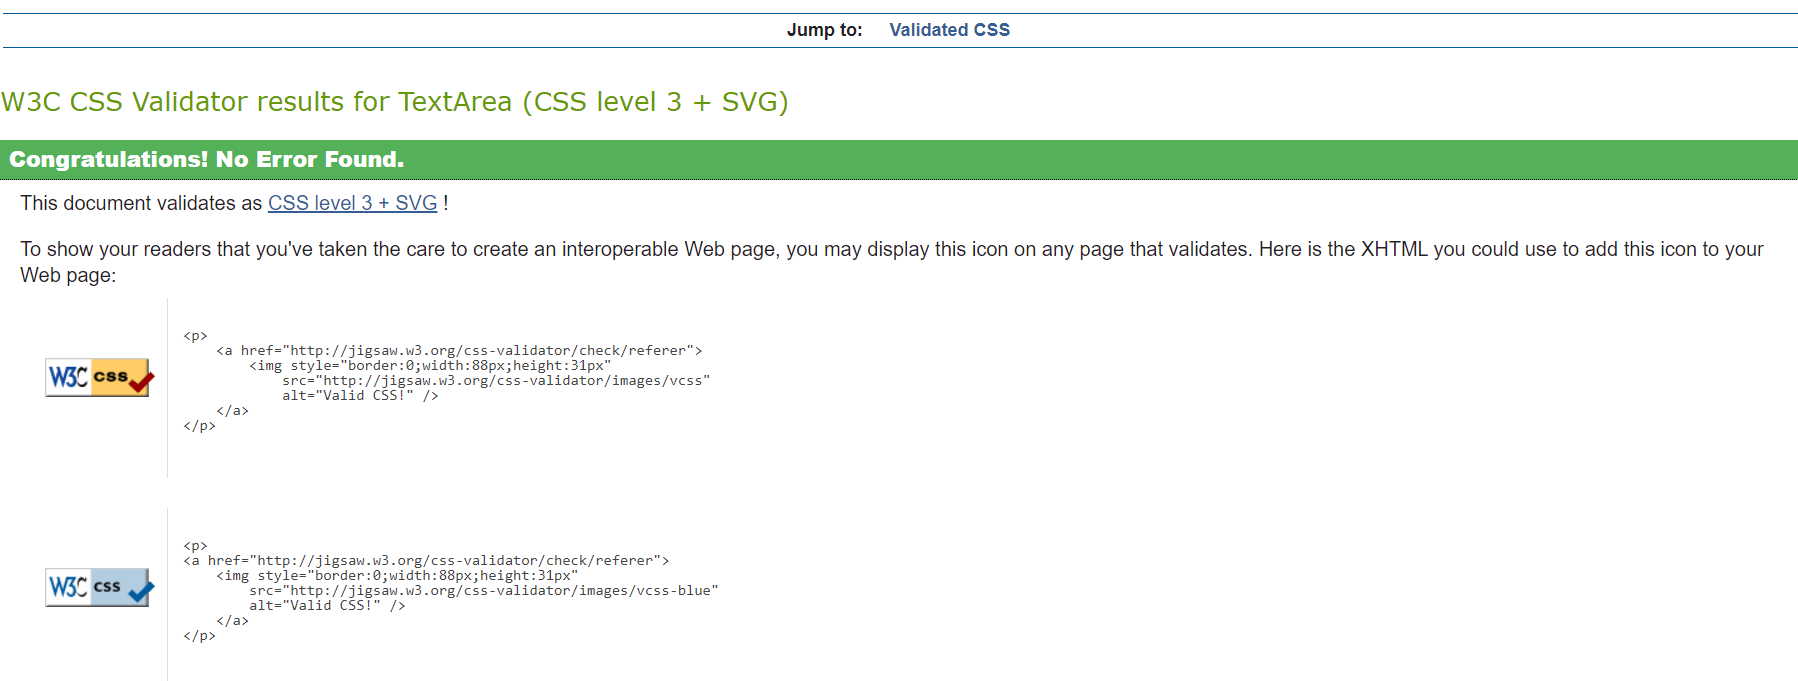 Jump to: Validated CSS
W3C CSS Validator results for TextArea (CSS level 3 + SVG)
Congratulations! No Error Found.
This document validates as CSS level 3 + SVG !
To show your readers that you've taken the care to create an interoperable Web page, you may display this icon on any page that validates. Here is the XHTML you could use to add this icon to your
Web page:
W3C css
<p>
    <a href="http://jigsaw.w3.org/css-validator/check/referer">
        <img style="border:0;width:88px;height:31px"
            src="http://jigsaw.w3.org/css-validator/images/vcss"
            alt="Valid CSS!" />
    </a>
</p>
W3C css
<p>
<a href="http://jigsaw.w3.org/css-validator/check/referer">
    <img style="border:0;width:88px;height:31px"
        src="http://jigsaw.w3.org/css-validator/images/vcss-blue"
        alt="Valid CSS!" />
    </a>
</p>